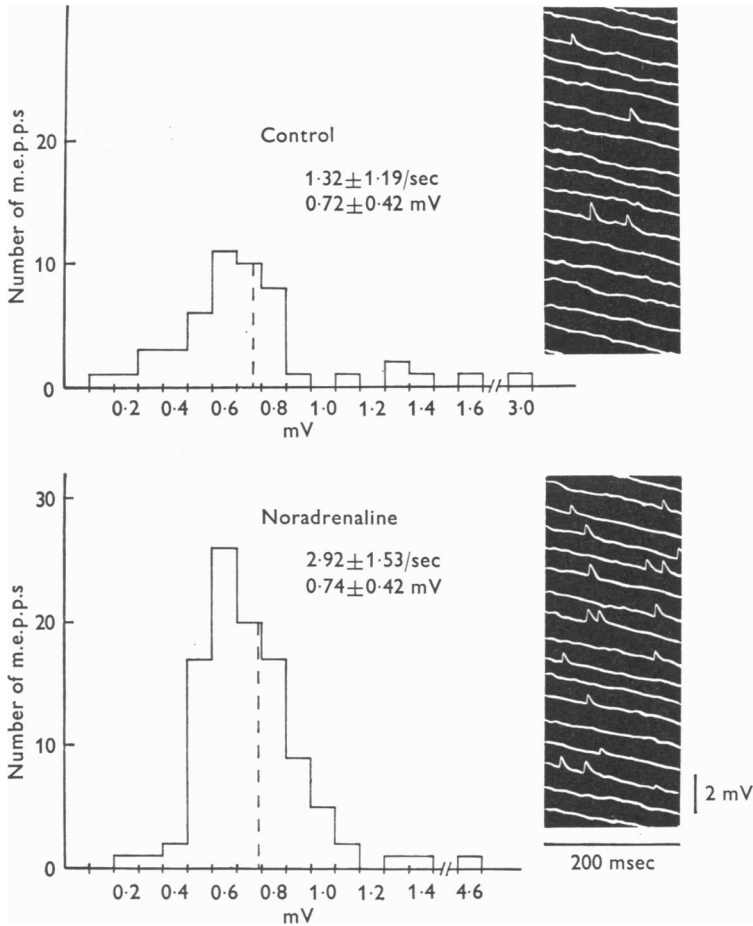 Number of m.e.p.p.s
20
10
0
Control
1·32±1·19/sec
0·72±0·42 mV
0·2 0·4 0·6 0·8 1·0 1·2 1·4 1·6 3·0
mV
Number of m.e.p.p.s
30
20
10
0
Noradrenaline
2·92±1·53/sec
0·74±0·42 mV
0·2 0·4 0·6 0·8 1·0 1·2 1·4 4·6
mV
2 mV
200 msec